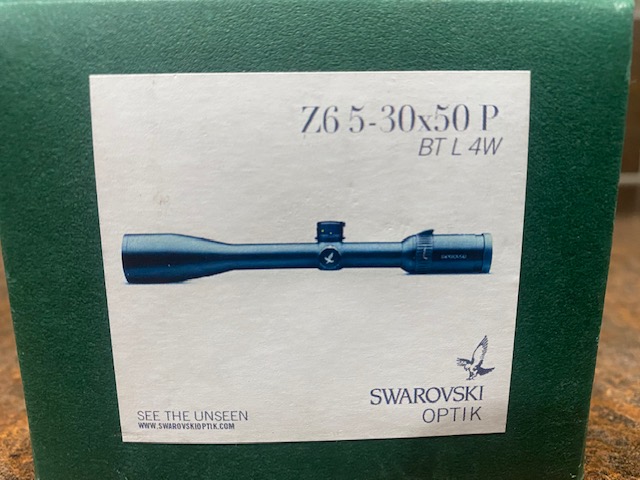 Z6 5-30x50 P
BT L 4W
SWAROVSKI
OPTIK
SEE THE UNSEEN
WWW.SWAROVSKIOPTIK.COM